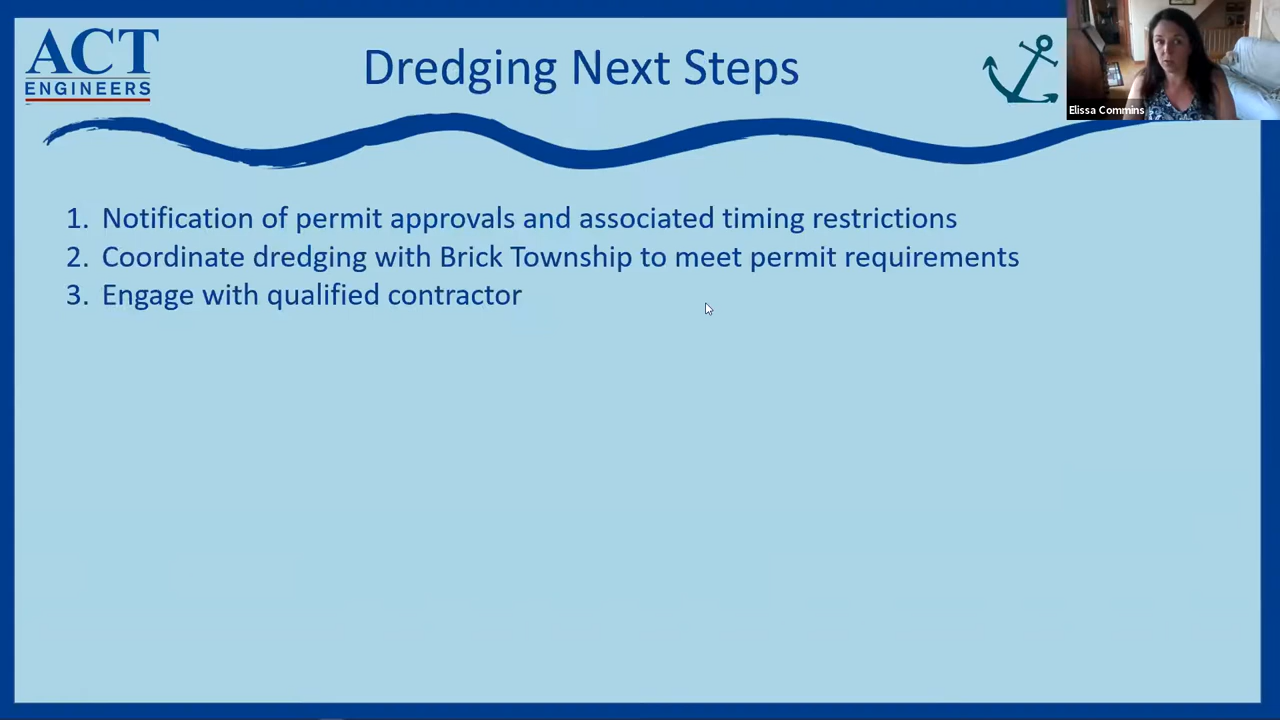 ACT
ENGINEERS
Dredging Next Steps
Elissa Commins
1. Notification of permit approvals and associated timing restrictions
2. Coordinate dredging with Brick Township to meet permit requirements
3. Engage with qualified contractor